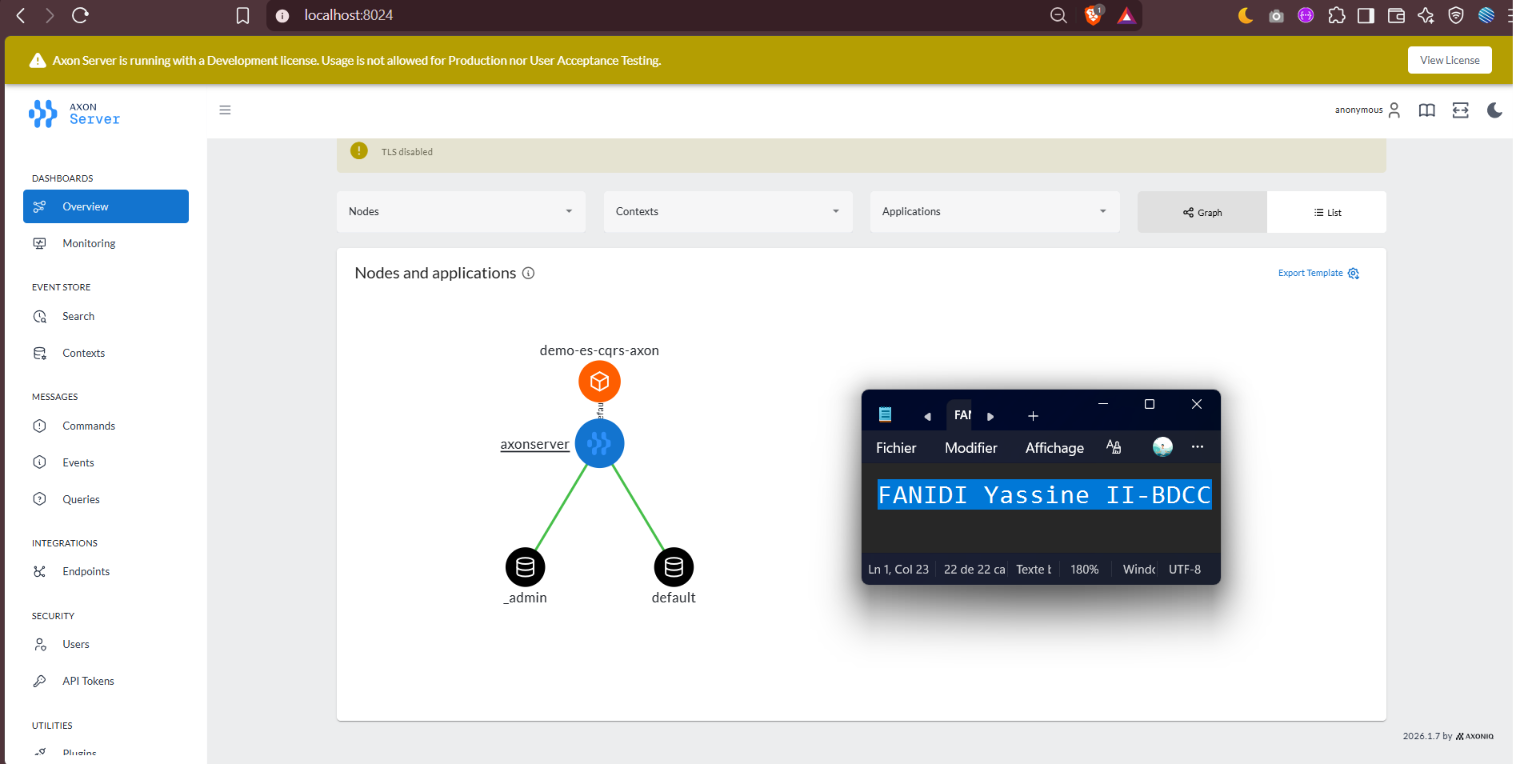 localhost:8024
1
Axon Server is running with a Development license. Usage is not allowed for Production nor User Acceptance Testing.
View License
AXON
Server
anonymous
TLS disabled
DASHBOARDS
Overview
Monitoring
EVENT STORE
Search
Contexts
MESSAGES
Commands
Events
Queries
INTEGRATIONS
Endpoints
SECURITY
Users
API Tokens
UTILITIES
Plugins
Nodes
Contexts
Applications
Graph
List
Nodes and applications
Export Template
demo-es-cqrs-axon
axonserver
_admin
default
FANIDI Yassine II-BDCC
Fichier
Modifier
Affichage
Ln 1, Col 23
22 de 22 ca
Texte
180%
UTF-8
2026.1.7 by AXONIQ